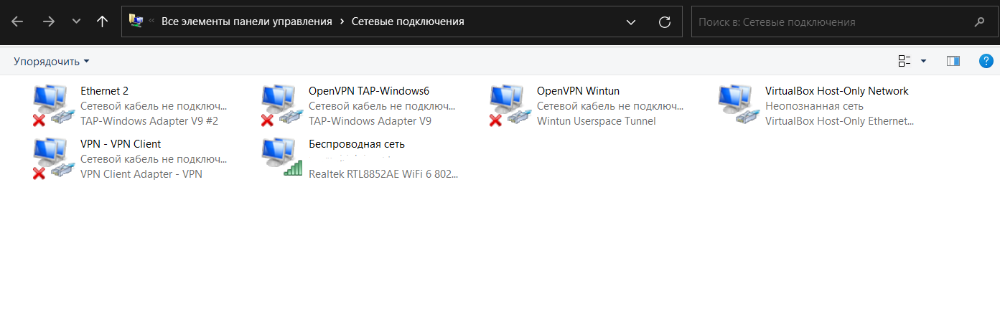 « Все элементы панели управления > Сетевые подключения
Поиск в: Сетевые подключения
Упорядочить
?
Ethernet 2
Сетевой кабель не подключ...
TAP-Windows Adapter V9 #2
OpenVPN TAP-Windows6
Сетевой кабель не подключ...
TAP-Windows Adapter V9
OpenVPN Wintun
Сетевой кабель не подключ...
Wintun Userspace Tunnel
VirtualBox Host-Only Network
Неопознанная сеть
VirtualBox Host-Only Ethernet...
VPN - VPN Client
Сетевой кабель не подключ...
VPN Client Adapter - VPN
Беспроводная сеть
Realtek RTL8852AE WiFi 6 802...